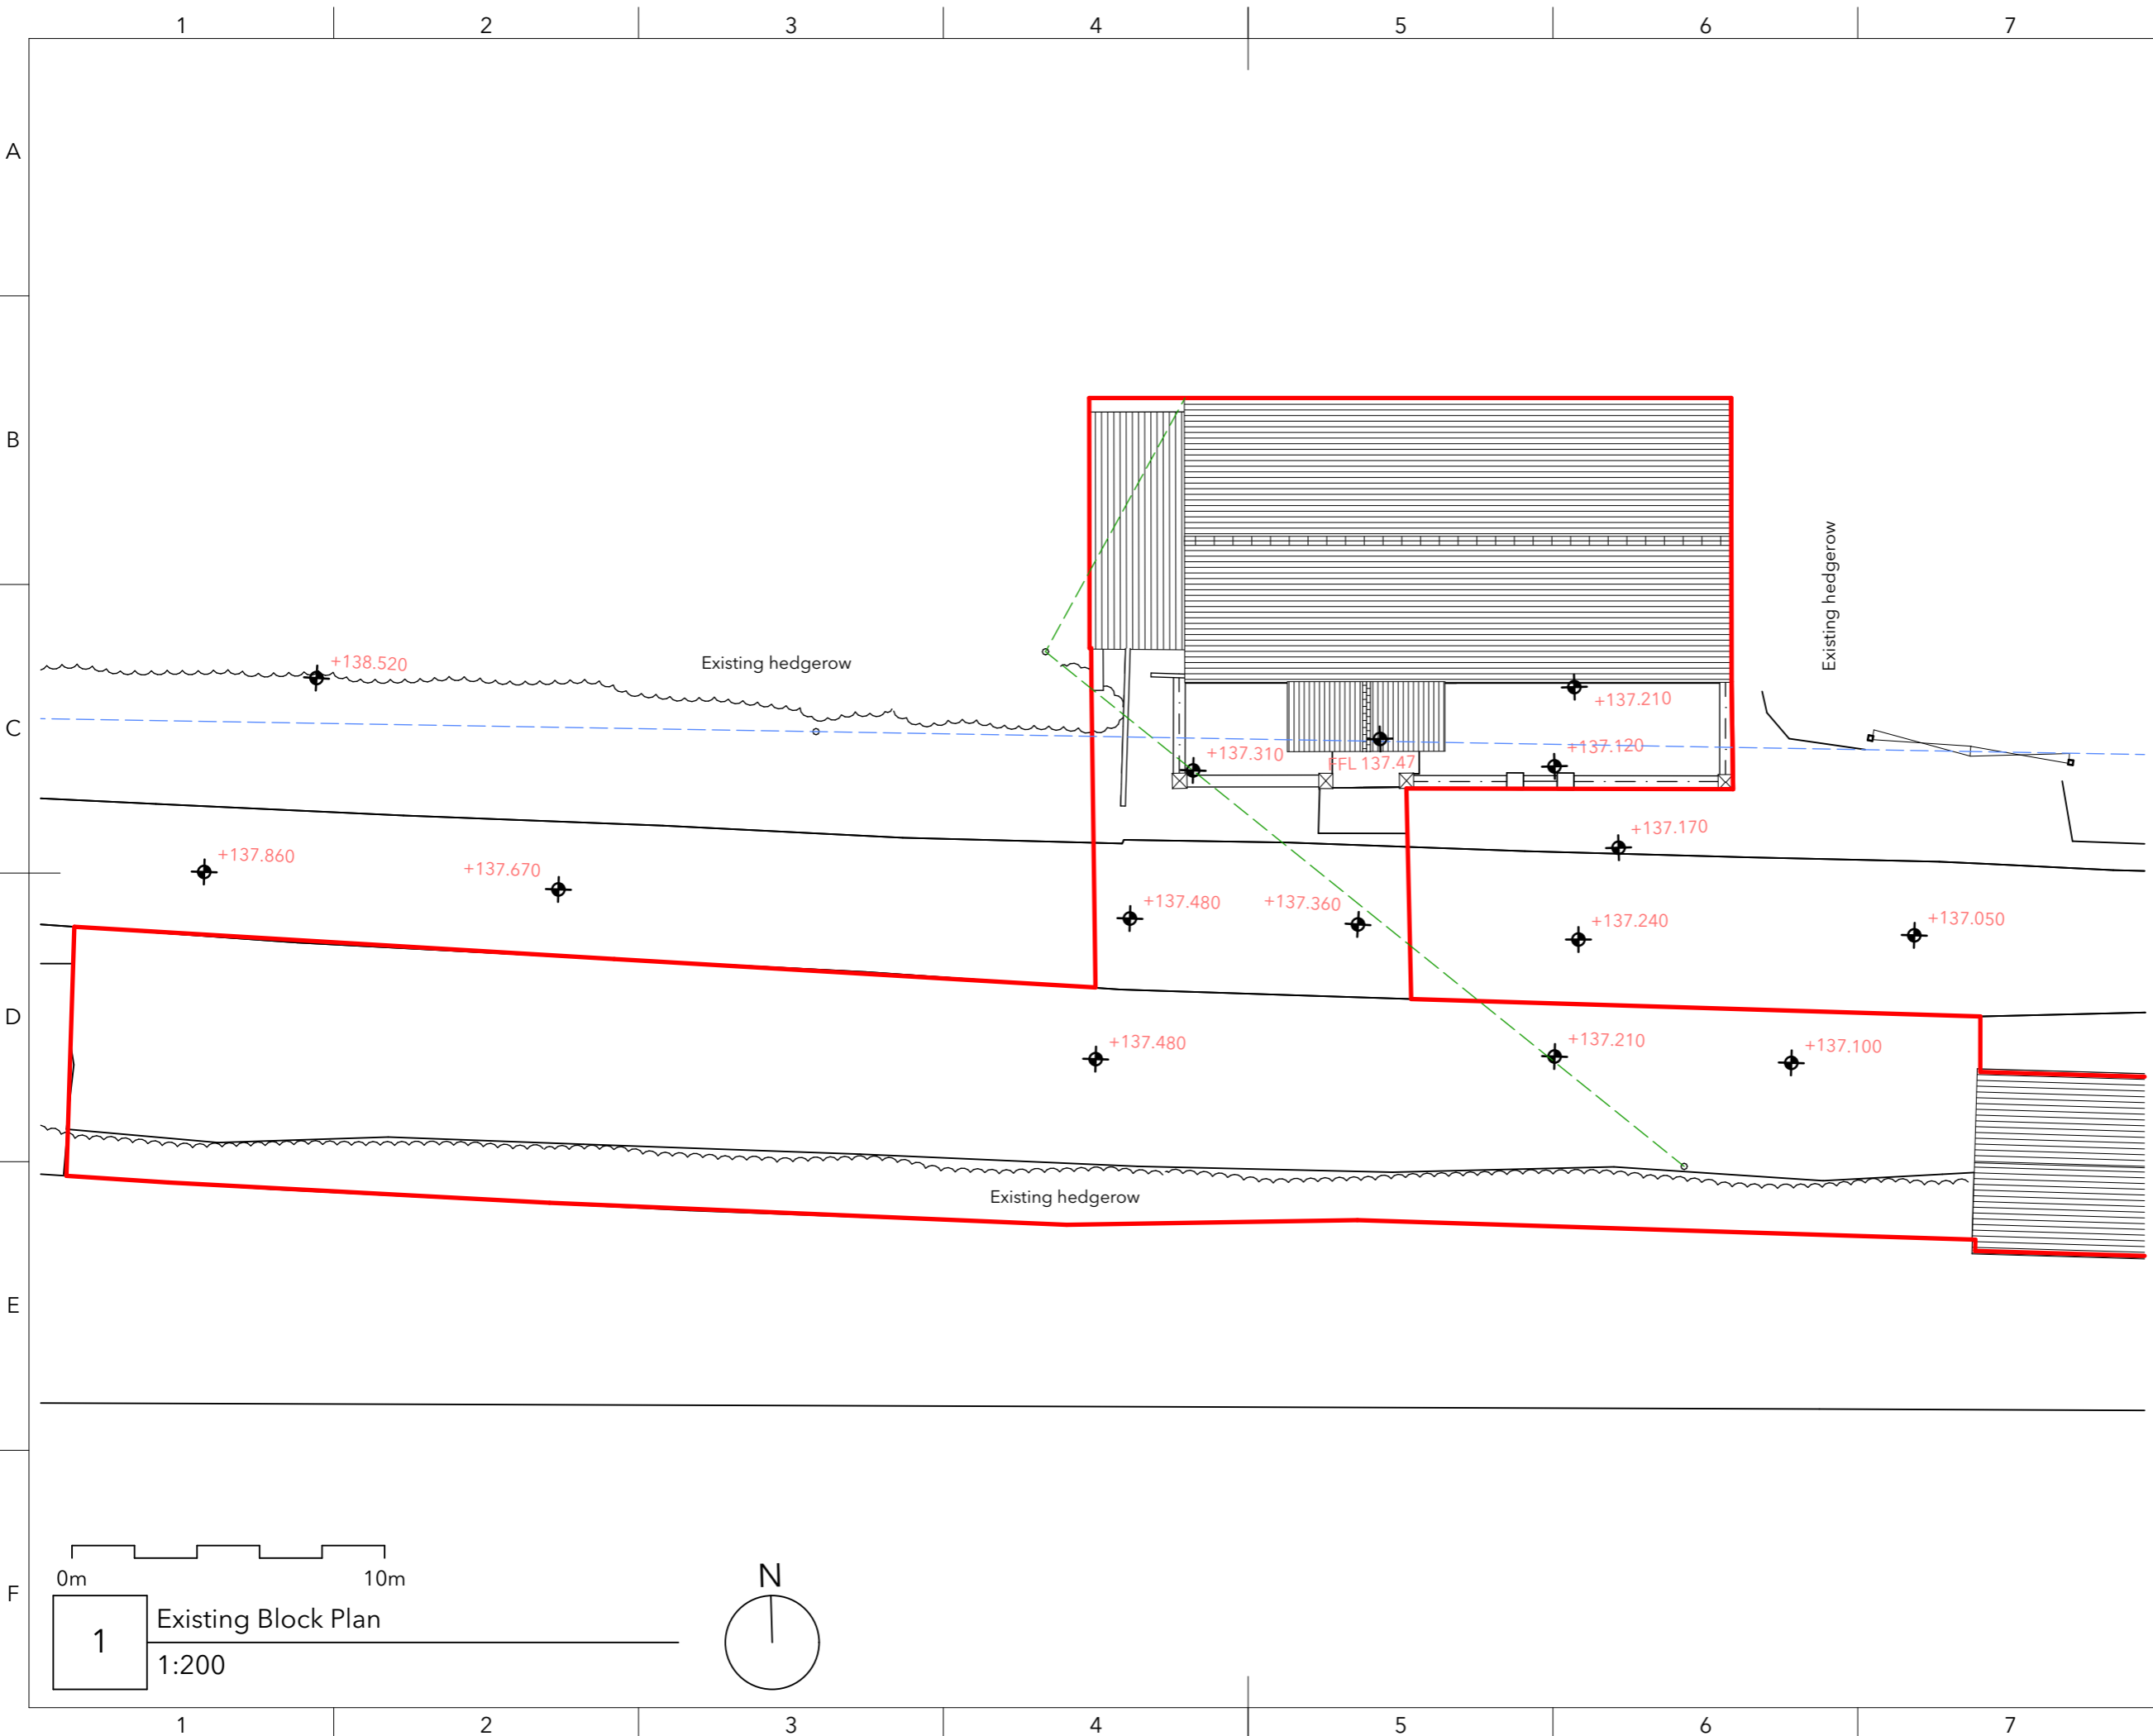 1 2 3 4 5 6 7
A
B
Existing hedgerow
+138.520
Existing hedgerow
+137.210
C
+137.310
+137.120
FFL 137.47
+137.170
+137.860
+137.670
+137.480
+137.360
+137.240
+137.050
D
+137.480
+137.210
+137.100
Existing hedgerow
E
0m 10m
N
F
1
Existing Block Plan
1:200
1 2 3 4 5 6 7